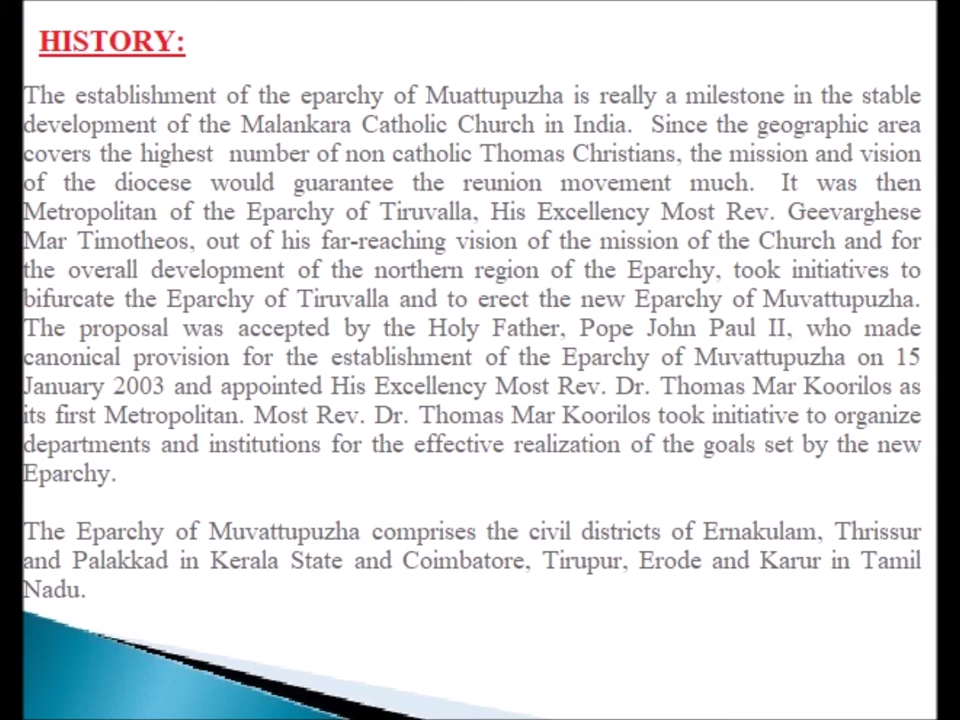 HISTORY:
The establishment of the eparchy of Muattupuzha is really a milestone in the stable
development of the Malankara Catholic Church in India.  Since the geographic area
covers the highest  number of non catholic Thomas Christians, the mission and vision
of the diocese would guarantee the reunion movement much.  It was then
Metropolitan of the Eparchy of Tiruvalla, His Excellency Most Rev. Geevarghese
Mar Timotheos, out of his far-reaching vision of the mission of the Church and for
the overall development of the northern region of the Eparchy, took initiatives to
bifurcate the Eparchy of Tiruvalla and to erect the new Eparchy of Muvattupuzha.
The proposal was accepted by the Holy Father, Pope John Paul II, who made
canonical provision for the establishment of the Eparchy of Muvattupuzha on 15
January 2003 and appointed His Excellency Most Rev. Dr. Thomas Mar Koorilos as
its first Metropolitan. Most Rev. Dr. Thomas Mar Koorilos took initiative to organize
departments and institutions for the effective realization of the goals set by the new
Eparchy.
The Eparchy of Muvattupuzha comprises the civil districts of Ernakulam, Thrissur
and Palakkad in Kerala State and Coimbatore, Tirupur, Erode and Karur in Tamil
Nadu.